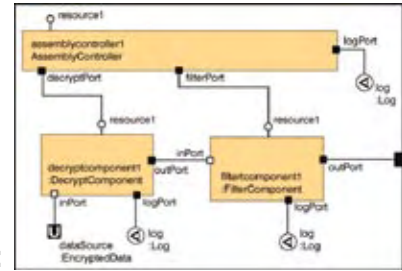 resource1
assemblycontroller1
AssemblyController
logPort
decryptPort
filterPort
log
:Log
resource1
resource1
inPort
decryptcomponent1
:DecryptComponent
outPort
filtercomponent1
:FilterComponent
outPort
inPort
logPort
logPort
dataSource
:EncryptedData
log
:Log
log
:Log